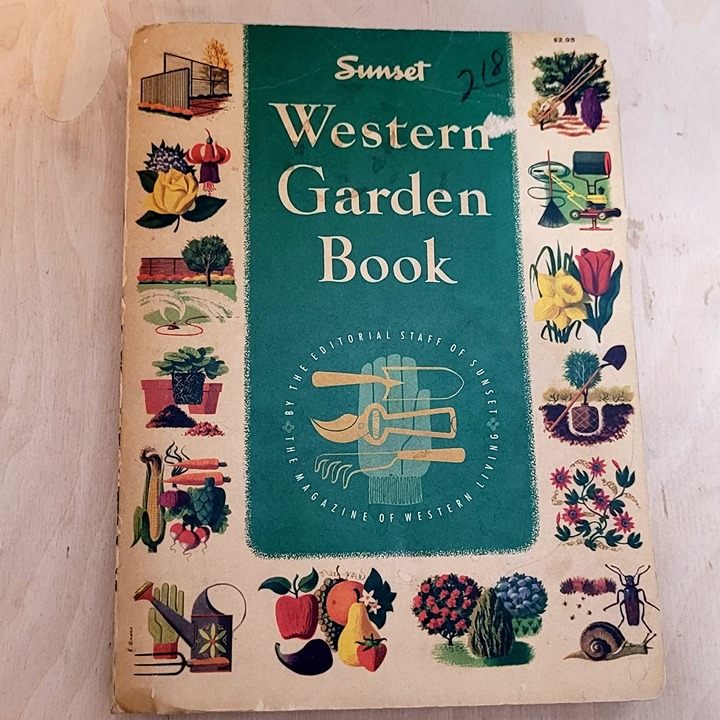 $2.95
Sunset
218
Western
Garden
Book
BY THE EDITORIAL STAFF OF SUNSET
THE MAGAZINE OF WESTERN LIVING